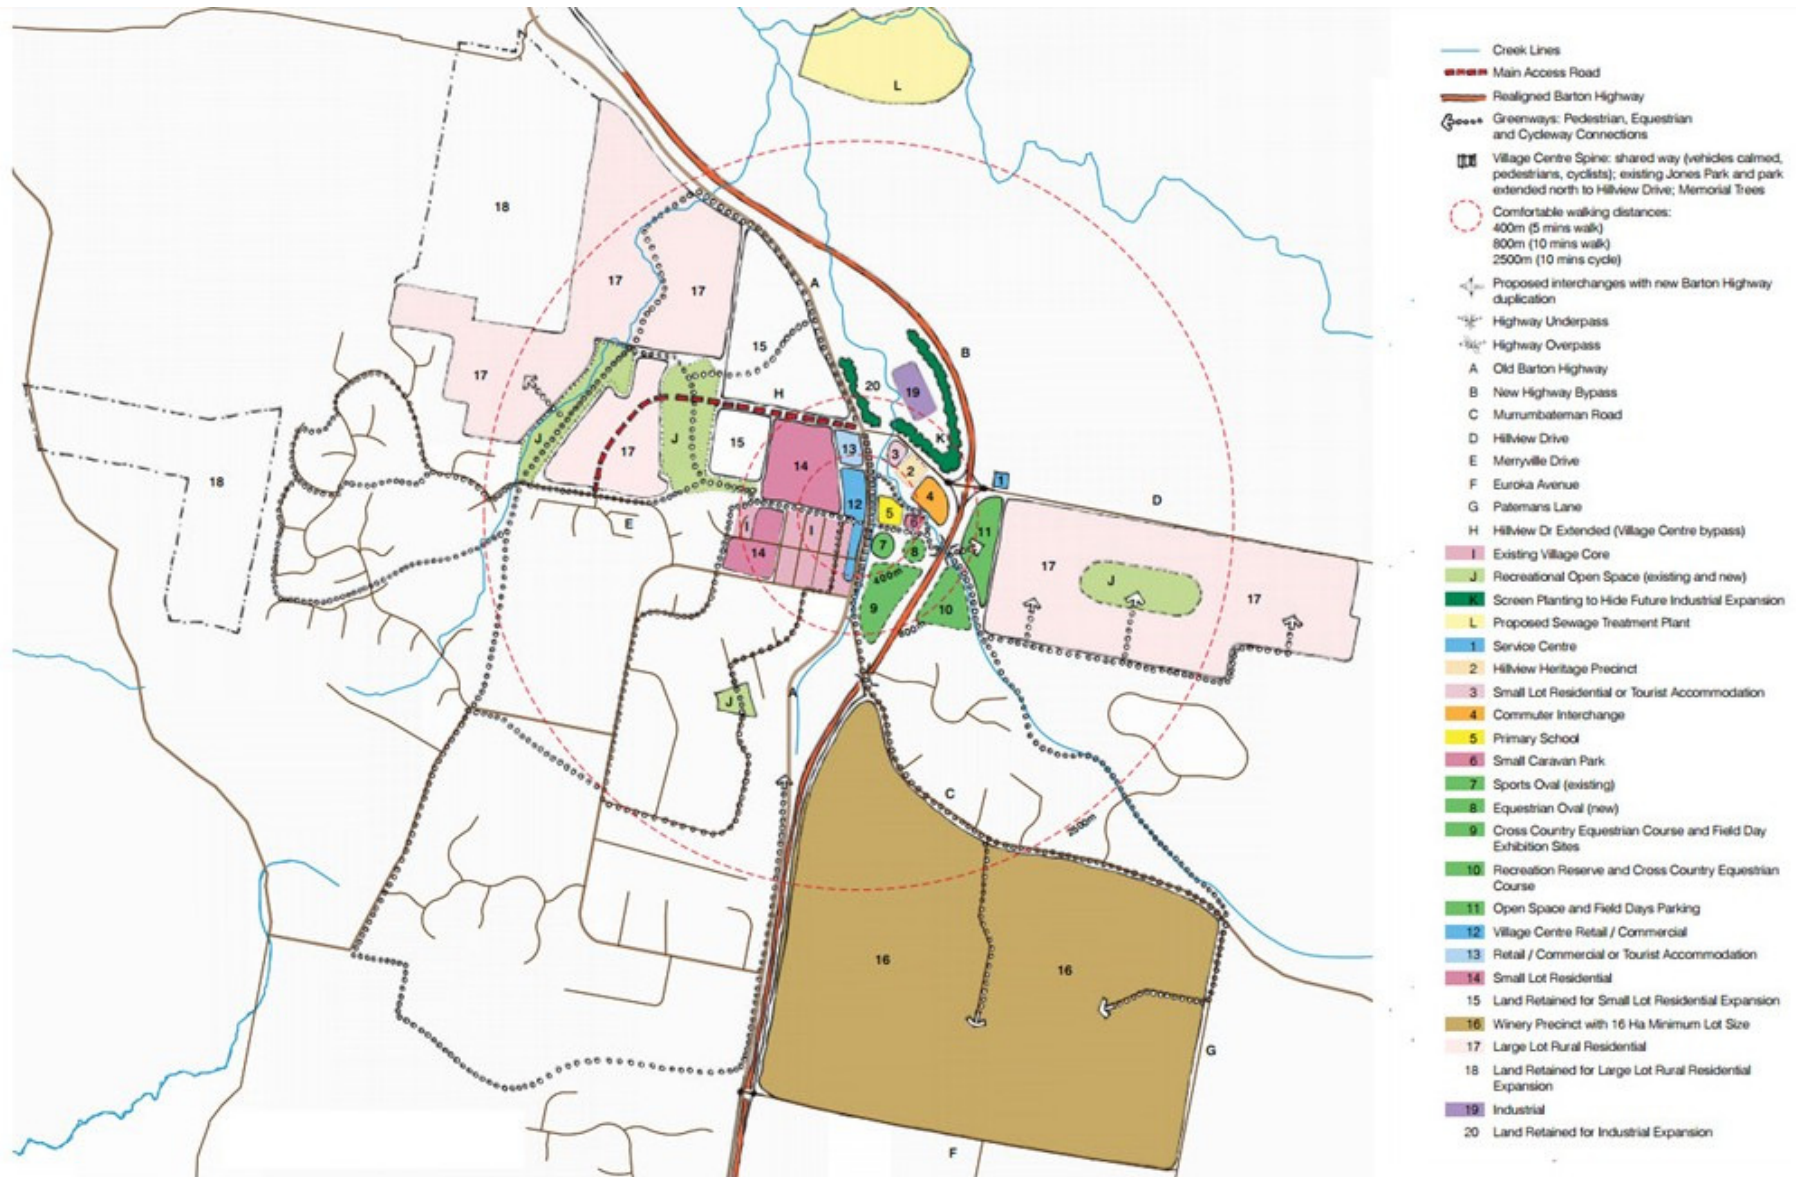 L
18
17
17
A
15
B
17
20
19
H
K
J
J
15
13
3
2
1
17
14
4
D
18
12
5
E
I
I
6
11
7
8
14
17
J
17
400m
9
10
800m
J
A
C
2500m
16
16
G
F
Creek Lines
Main Access Road
Realigned Barton Highway
Greenways: Pedestrian, Equestrian
and Cycleway Connections
Village Centre Spine: shared way (vehicles calmed,
pedestrians, cyclists); existing Jones Park and park
extended north to Hillview Drive; Memorial Trees
Comfortable walking distances:
400m (5 mins walk)
800m (10 mins walk)
2500m (10 mins cycle)
Proposed interchanges with new Barton Highway
duplication
Highway Underpass
Highway Overpass
A Old Barton Highway
B New Highway Bypass
C Murrumbateman Road
D Hillview Drive
E Merryville Drive
F Euroka Avenue
G Patemans Lane
H Hillview Dr Extended (Village Centre bypass)
I Existing Village Core
J Recreational Open Space (existing and new)
K Screen Planting to Hide Future Industrial Expansion
L Proposed Sewage Treatment Plant
1 Service Centre
2 Hillview Heritage Precinct
3 Small Lot Residential or Tourist Accommodation
4 Commuter Interchange
5 Primary School
6 Small Caravan Park
7 Sports Oval (existing)
8 Equestrian Oval (new)
9 Cross Country Equestrian Course and Field Day
Exhibition Sites
10 Recreation Reserve and Cross Country Equestrian
Course
11 Open Space and Field Days Parking
12 Village Centre Retail / Commercial
13 Retail / Commercial or Tourist Accommodation
14 Small Lot Residential
15 Land Retained for Small Lot Residential Expansion
16 Winery Precinct with 16 Ha Minimum Lot Size
17 Large Lot Rural Residential
18 Land Retained for Large Lot Rural Residential
Expansion
19 Industrial
20 Land Retained for Industrial Expansion